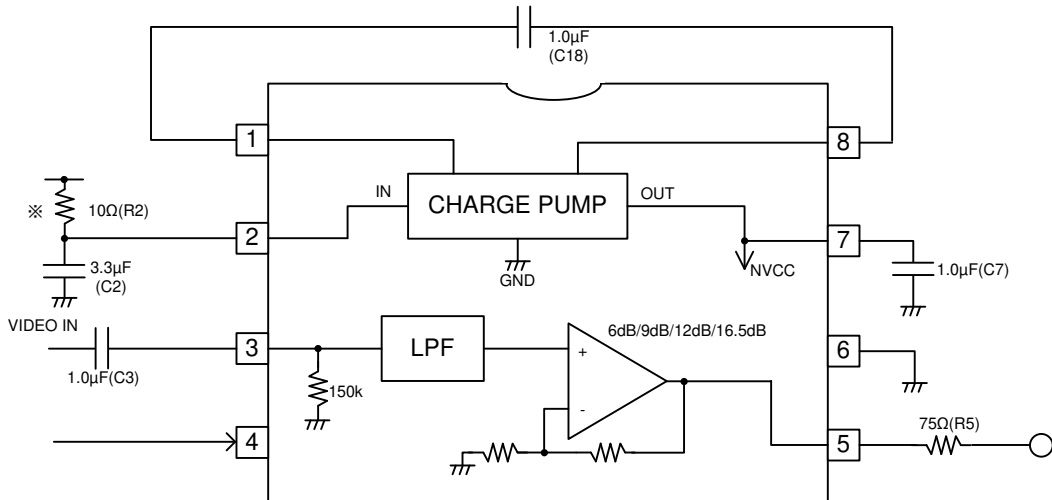 1.0µF
(C18)
1
8
※
10Ω(R2)
IN
CHARGE PUMP
OUT
2
7
3.3µF
(C2)
GND
NVCC
1.0µF(C7)
VIDEO IN
6dB/9dB/12dB/16.5dB
3
LPF
+
6
1.0µF(C3)
150k
-
4
75Ω(R5)
5